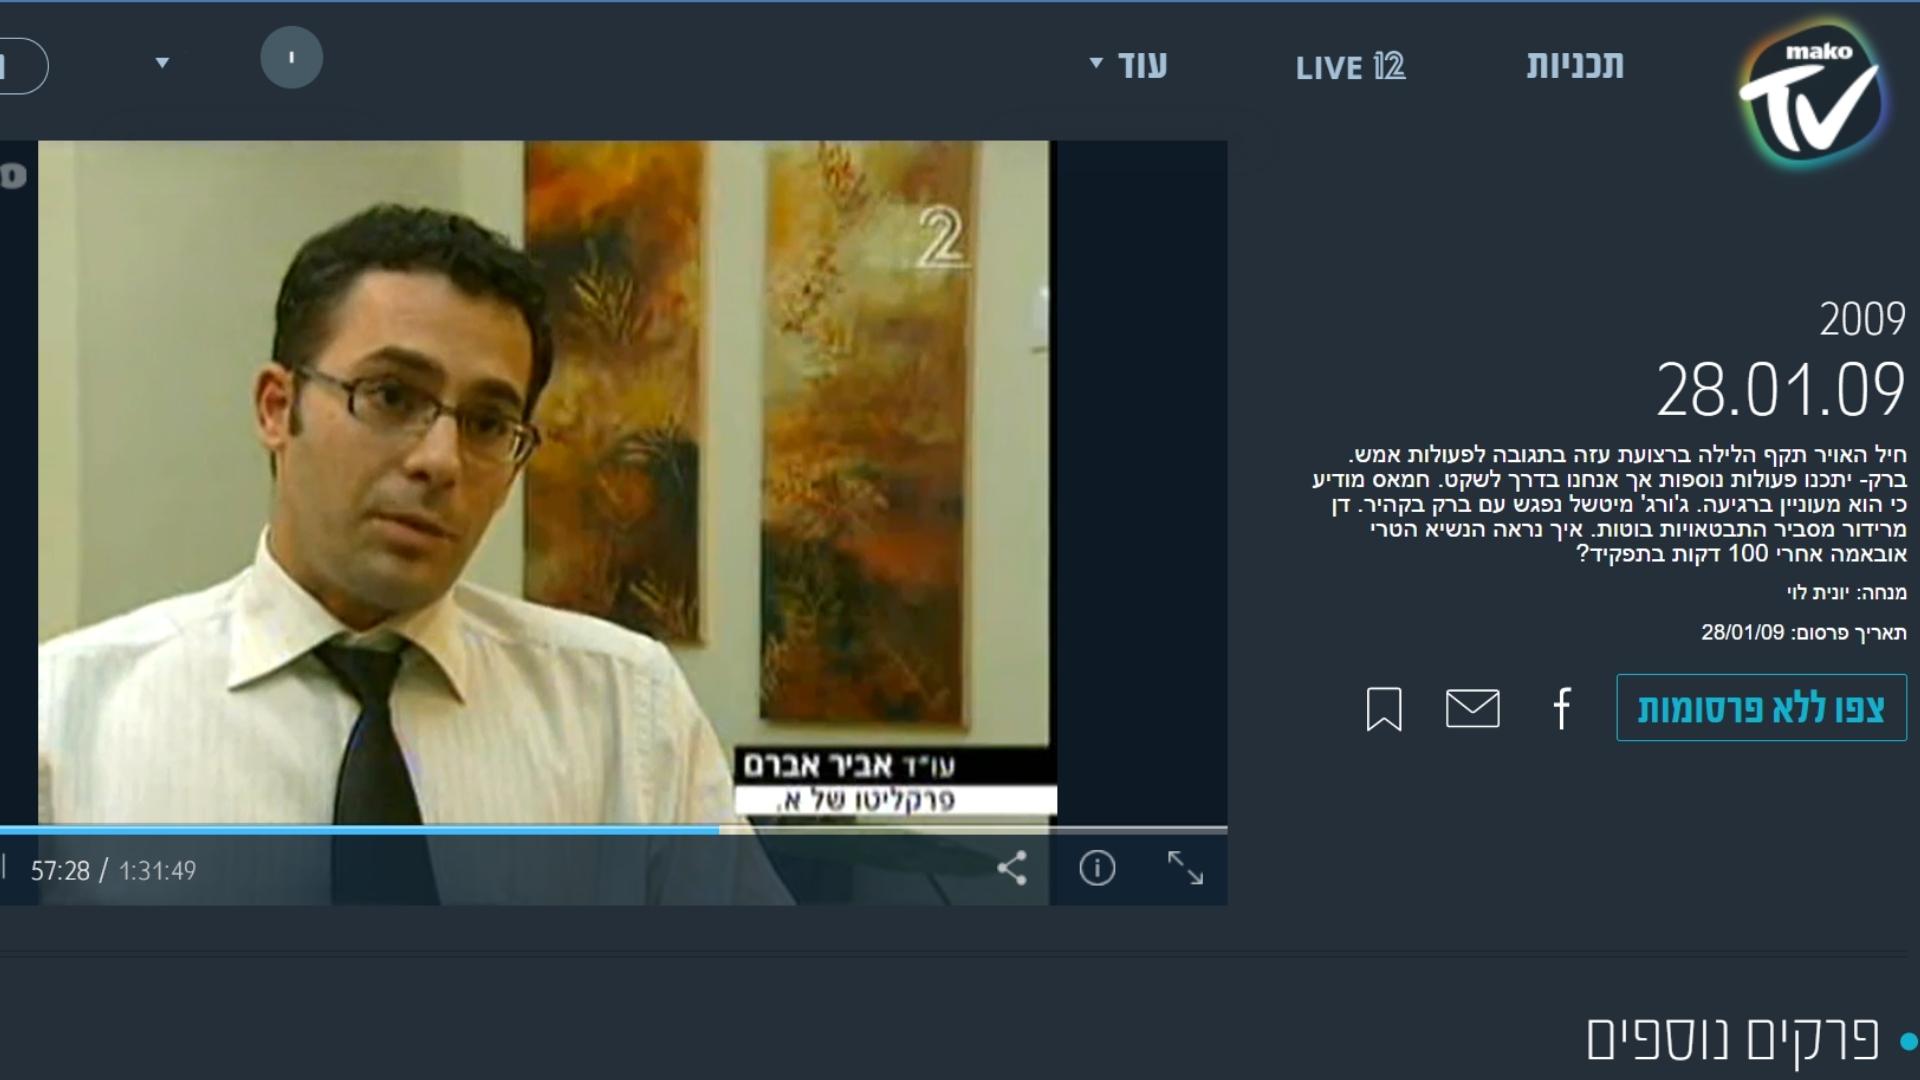 mako
TV
תכניות
LIVE 12
עוד
י
2
עו"ד אביר אברם
פרקליטו של א.
57:28 / 1:31:49
2009
28.01.09
חיל האויר תקף הלילה ברצועת עזה בתגובה לפעולות אמש.
ברק- יתכנו פעולות נוספות אך אנחנו בדרך לשקט. חמאס מודיע
כי הוא מעוניין ברגיעה. ג'ורג' מיטשל נפגש עם ברק בקהיר. דן
מרידור מסביר התבטאויות בוטות. איך נראה הנשיא הטרי
אובאמה אחרי 100 דקות בתפקיד?
מנחה: יונית לוי
תאריך פרסום: 28/01/09
צפו ללא פרסומות
פרקים נוספים